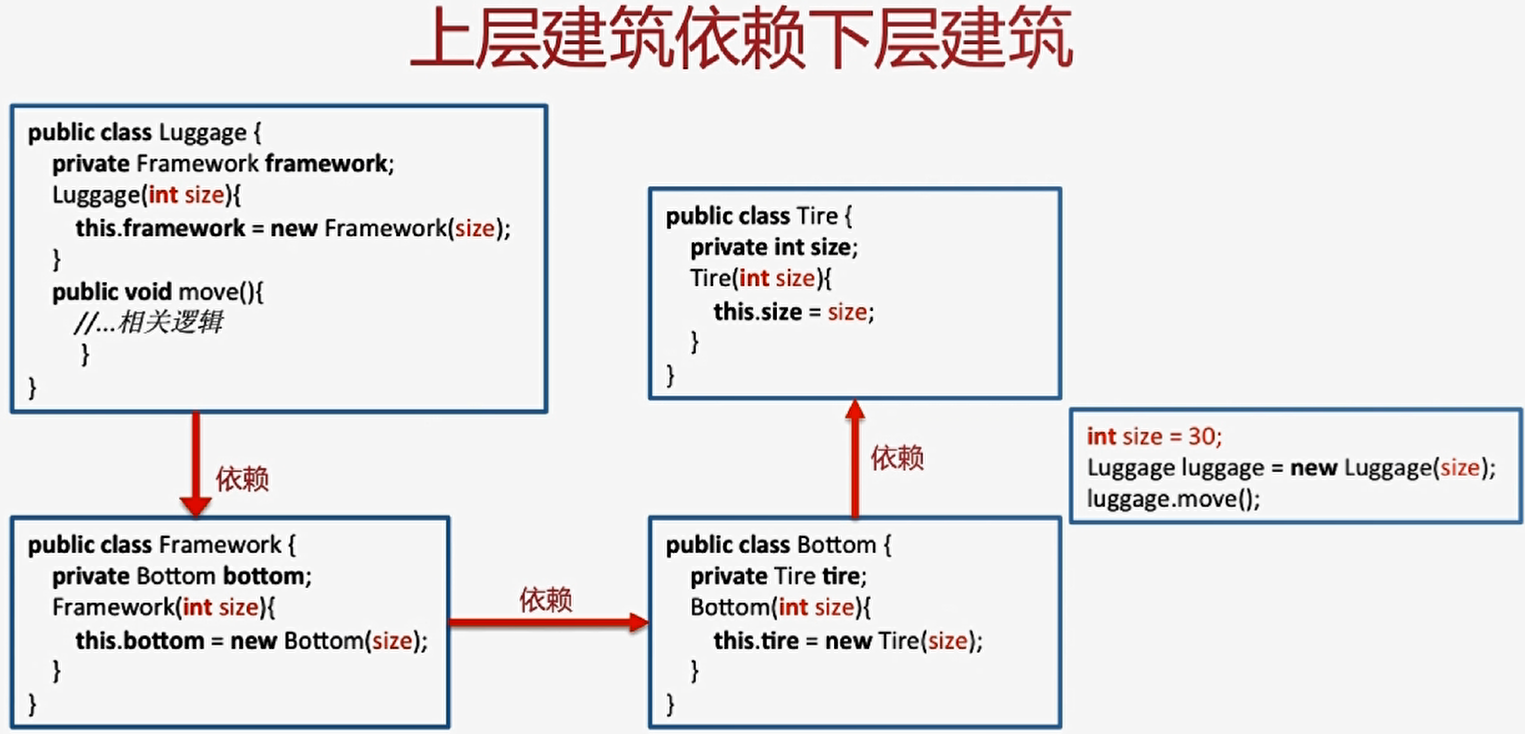 上层建筑依赖下层建筑
public class Luggage {
private Framework framework;
Luggage(int size){
this.framework = new Framework(size);
}
public void move(){
//...相关逻辑
}
}
依赖
public class Framework {
private Bottom bottom;
Framework(int size){
this.bottom = new Bottom(size);
}
}
依赖
public class Bottom {
private Tire tire;
Bottom(int size){
this.tire = new Tire(size);
}
}
依赖
public class Tire {
private int size;
Tire(int size){
this.size = size;
}
}
int size = 30;
Luggage luggage = new Luggage(size);
luggage.move();